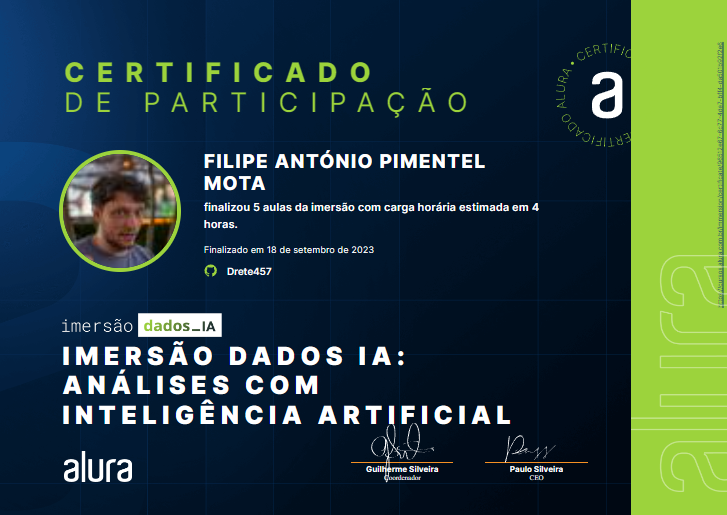 CERTIFICADO
DE PARTICIPAÇÃO
ALURA • CERTIFIC
CERTIFICADO
a
FILIPE ANTÓNIO PIMENTEL
MOTA
finalizou 5 aulas da imersão com carga horária estimada em 4
horas.
Finalizado em 18 de setembro de 2023
Drete457
imersão dados_IA
IMERSÃO DADOS IA:
ANÁLISES COM
INTELIGÊNCIA ARTIFICIAL
alura
Guilherme Silveira
Coordenador
Paulo Silveira
CEO
alura